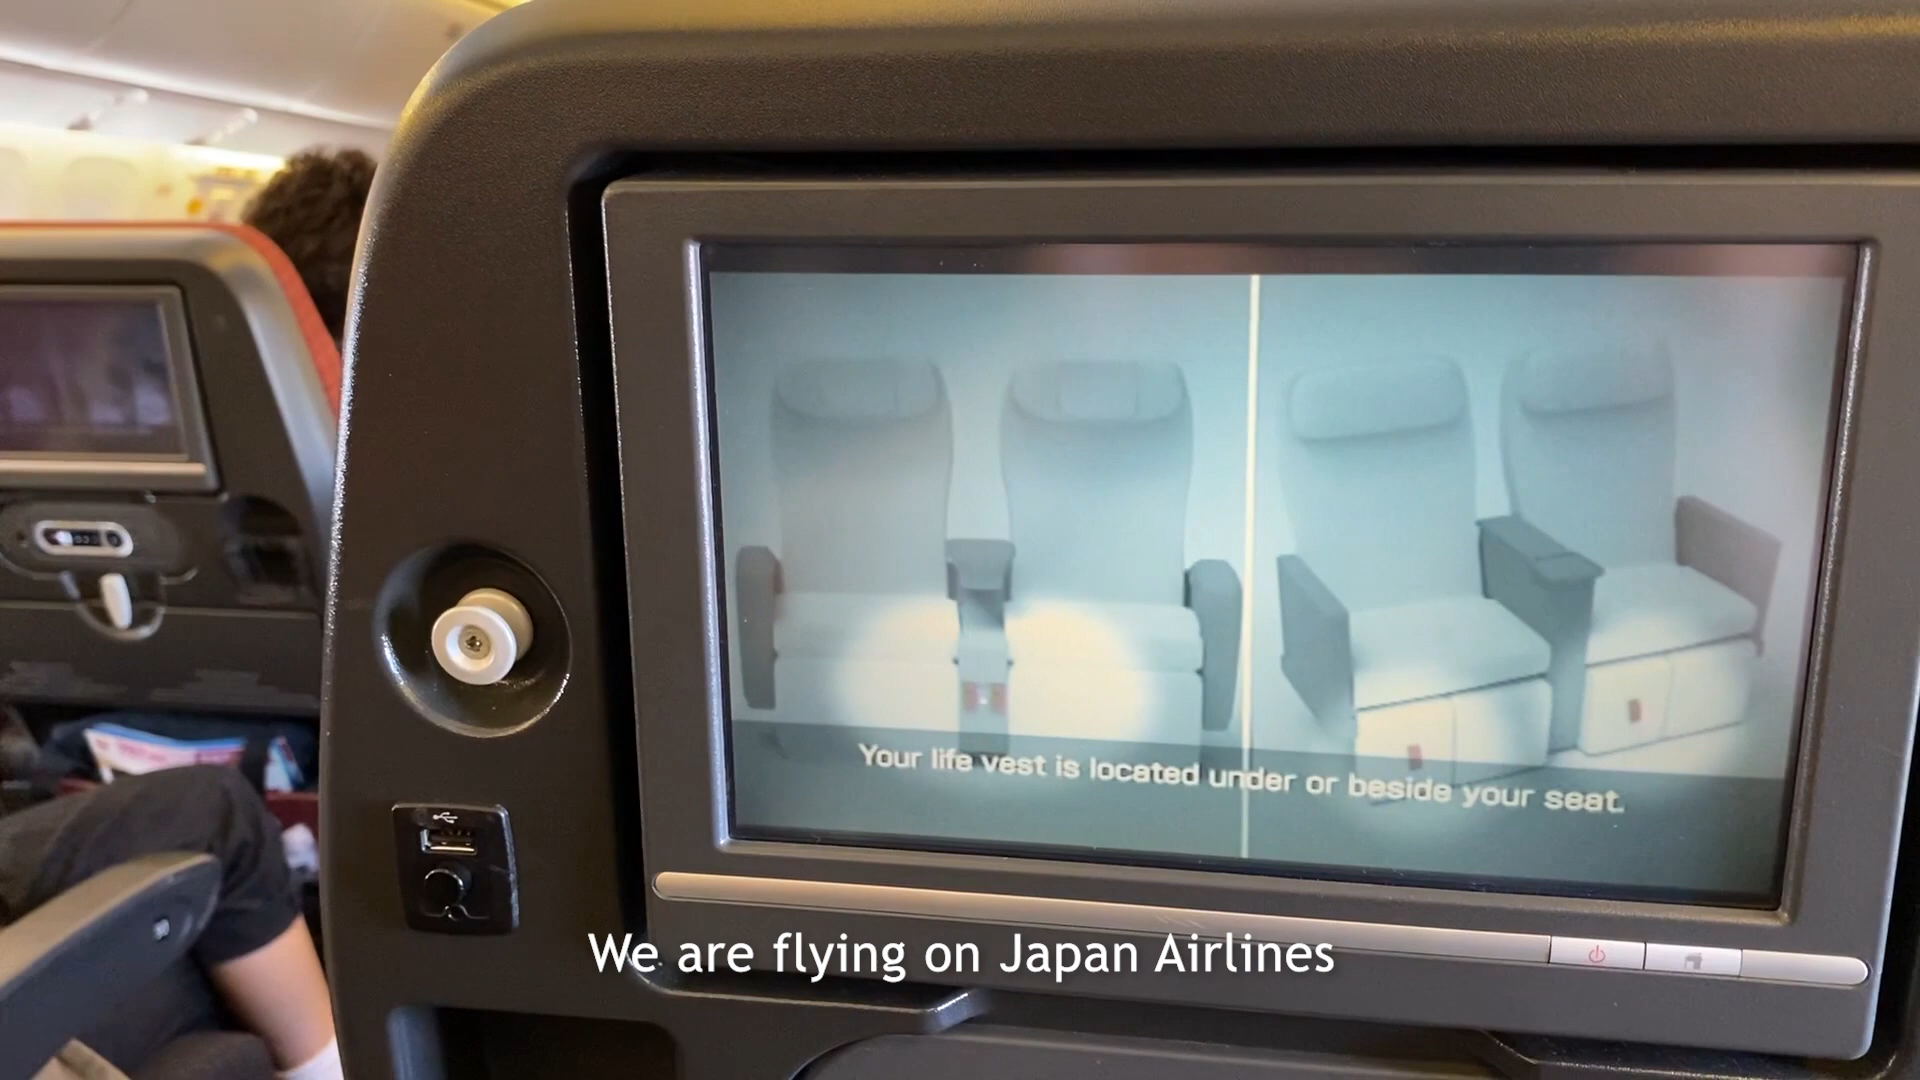 Your life vest is located under or beside your seat.
We are flying on Japan Airlines